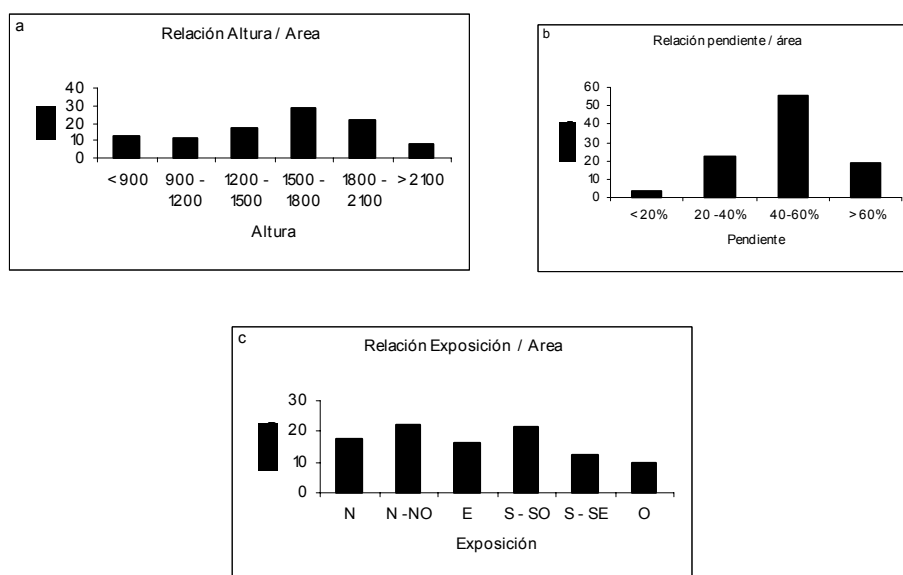 a
Relación Altura / Area
40
30
20
10
0
< 900 900 - 1200 - 1500 - 1800 - > 2100
1200 1500 1800 2100
Altura
b
Relación pendiente / área
60
50
40
30
20
10
0
< 20% 20 -40% 40-60% > 60%
Pendiente
c
Relación Exposición / Area
30
20
10
0
N N -NO E S - SO S - SE O
Exposición